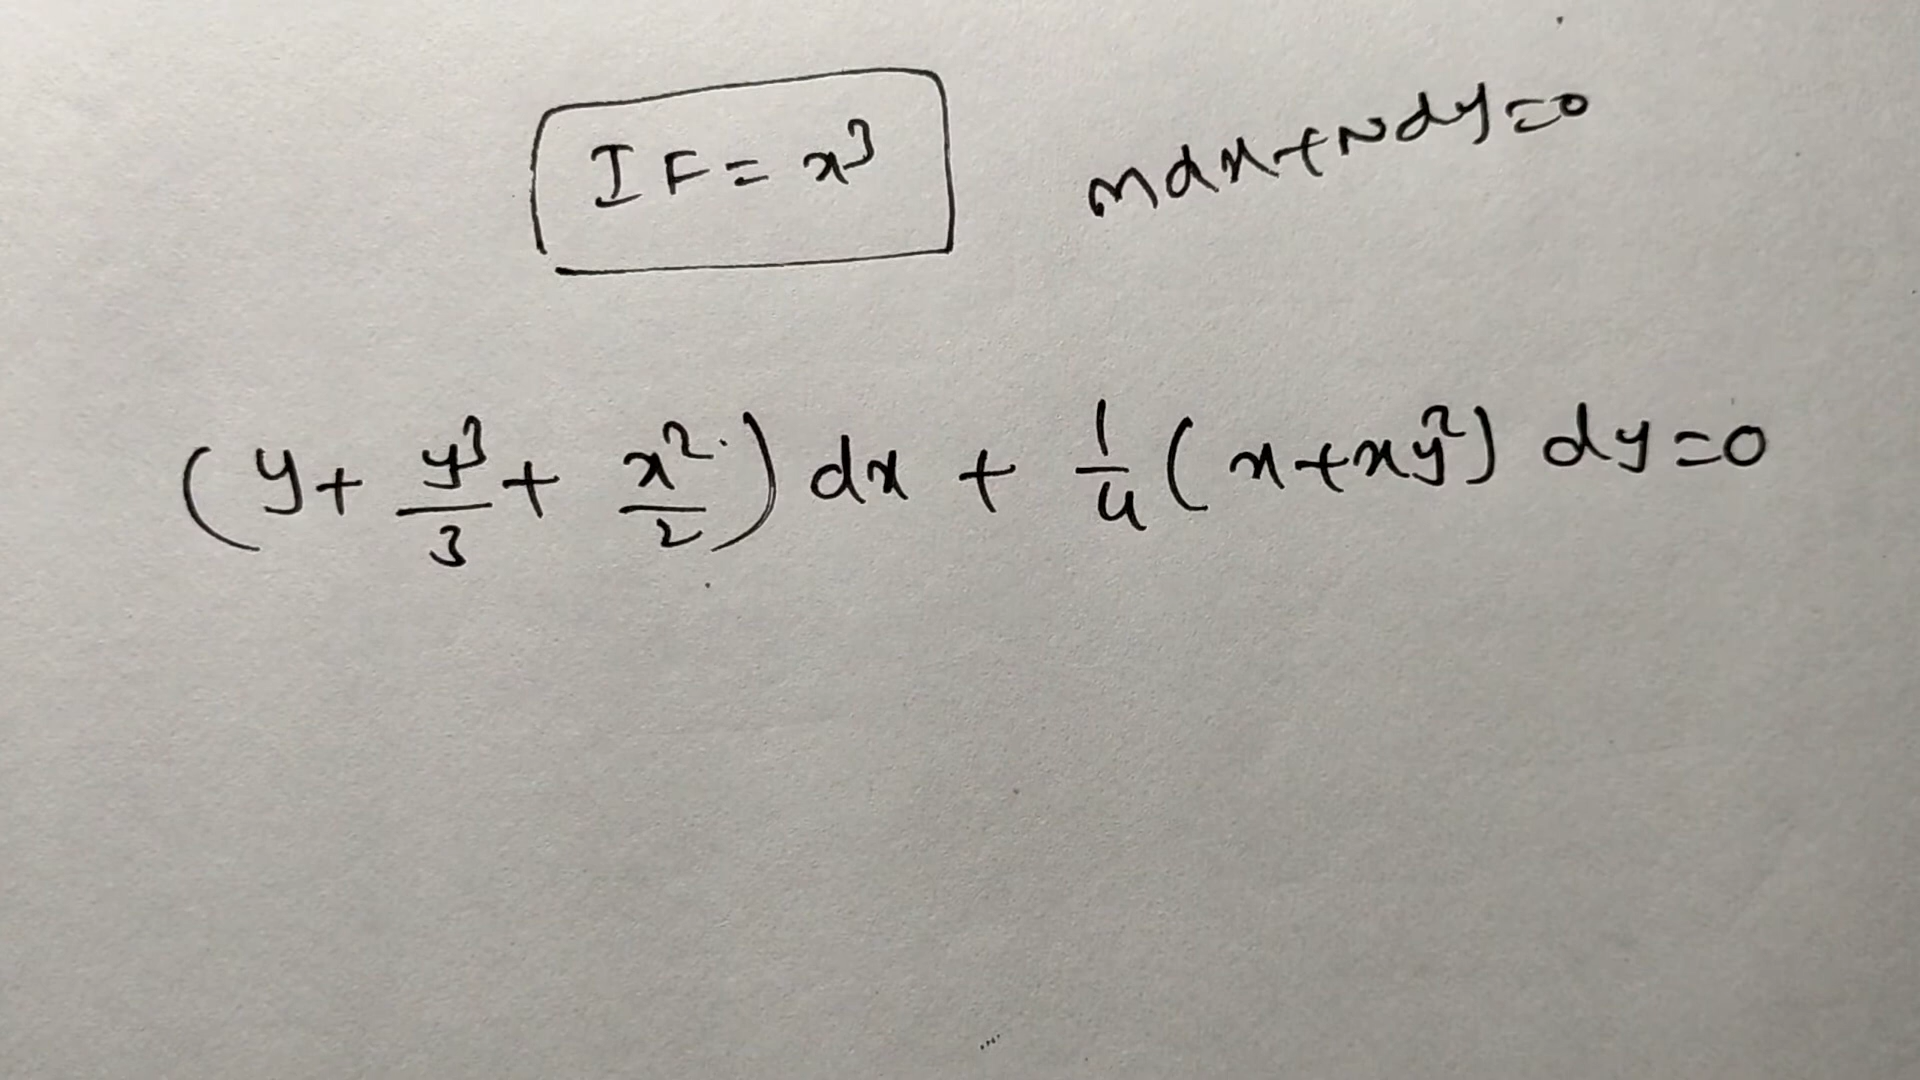 IF = x³
mdx+Ndy=0
(y + y³/3 + x²/2) dx + 1/4 (x+xy²) dy=0